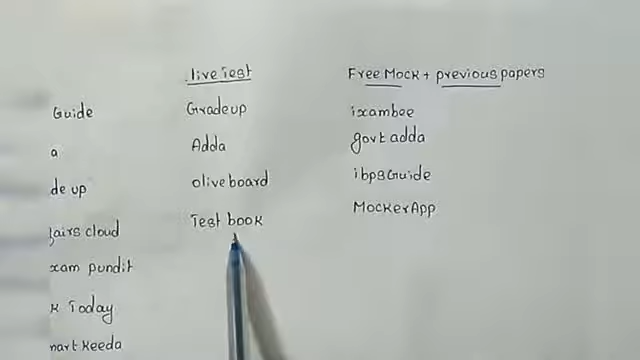 live Test
Free Mock + previous papers
Guide
Gradeup
ixambee
a
Adda
govt adda
de up
oliveboard
ibpsGuide
fairs cloud
Test book
MockerApp
xam pundit
k Today
mart keeda